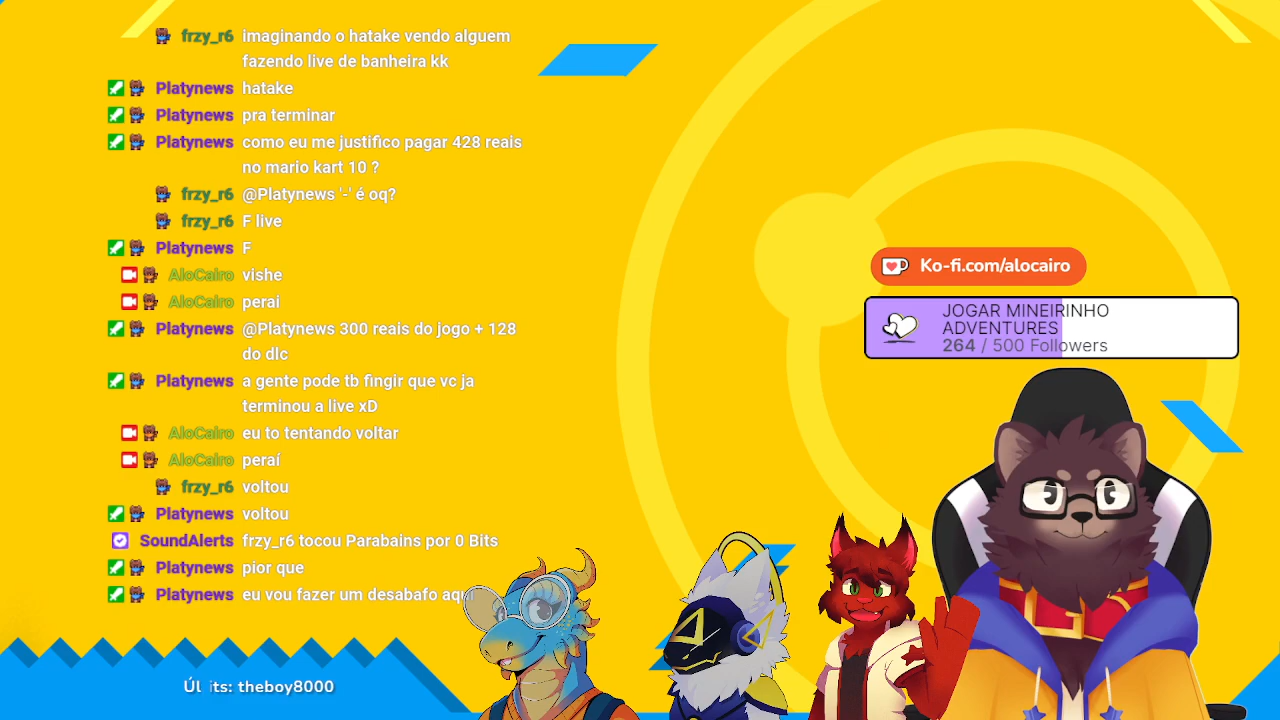 frzy_r6 imaginando o hatake vendo alguem
fazendo live de banheira kk
Platynews hatake
Platynews pra terminar
Platynews como eu me justifico pagar 428 reais
no mario kart 10 ?
frzy_r6 @Platynews '-' é oq?
frzy_r6 F live
Platynews F
AloCairo vishe
AloCairo perai
Platynews @Platynews 300 reais do jogo + 128
do dlc
Platynews a gente pode tb fingir que vc ja
terminou a live xD
AloCairo eu to tentando voltar
AloCairo peraí
frzy_r6 voltou
Platynews voltou
SoundAlerts frzy_r6 tocou Parabains por 0 Bits
Platynews pior que
Platynews eu vou fazer um desabafo aqui
Ko-fi.com/alocairo
JOGAR MINEIRINHO
ADVENTURES
264 / 500 Followers
its: theboy8000